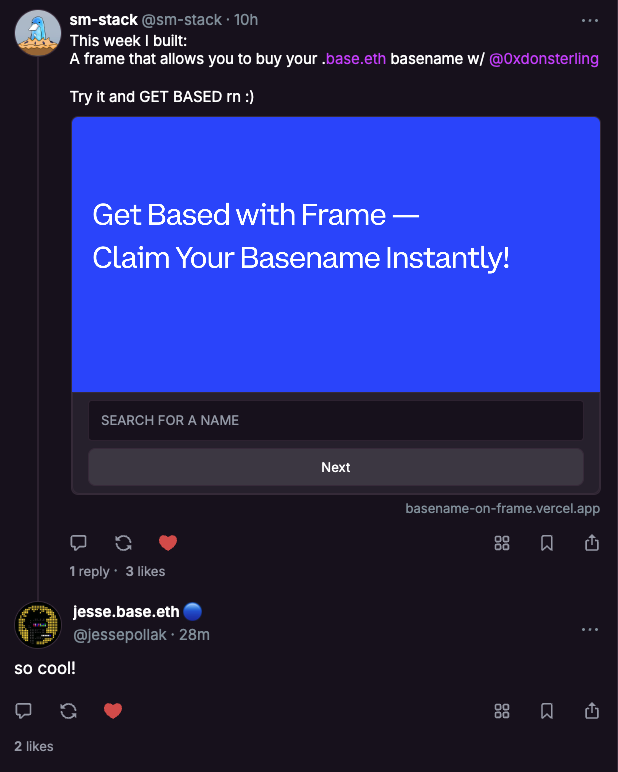 sm-stack @sm-stack · 10h
This week I built:
A frame that allows you to buy your .base.eth basename w/ @0xdonsterling
Try it and GET BASED rn :)
Get Based with Frame —
Claim Your Basename Instantly!
SEARCH FOR A NAME
Next
basename-on-frame.vercel.app
1 reply · 3 likes
jesse.base.eth 🔵
@jessepollak · 28m
so cool!
2 likes